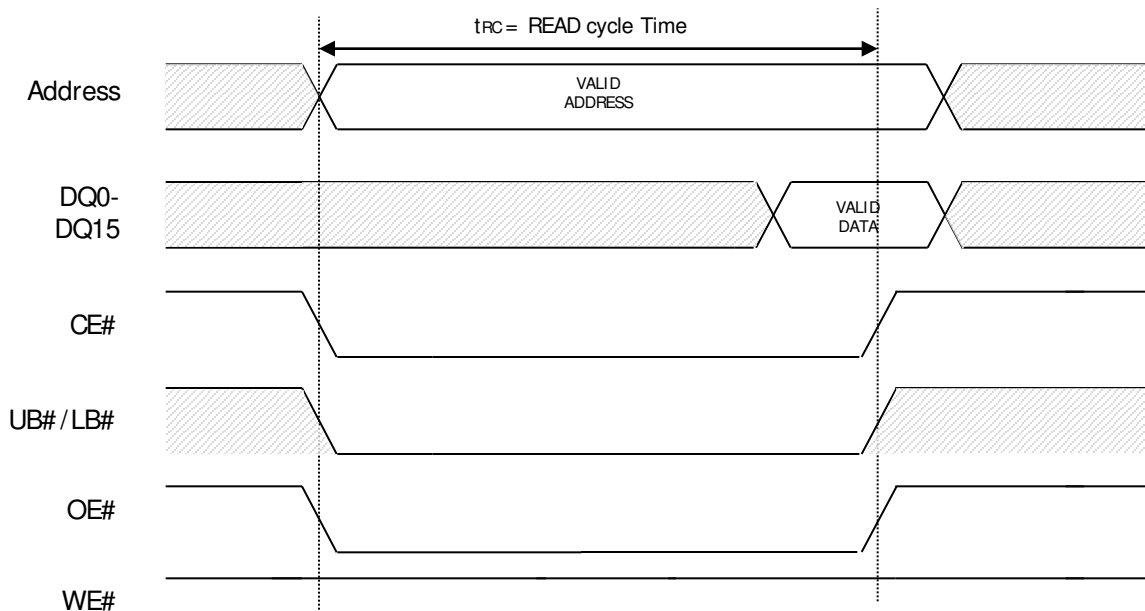 tRC = READ cycle Time
Address
VALID
ADDRESS
DQ0-
DQ15
VALID
DATA
CE#
UB# / LB#
OE#
WE#